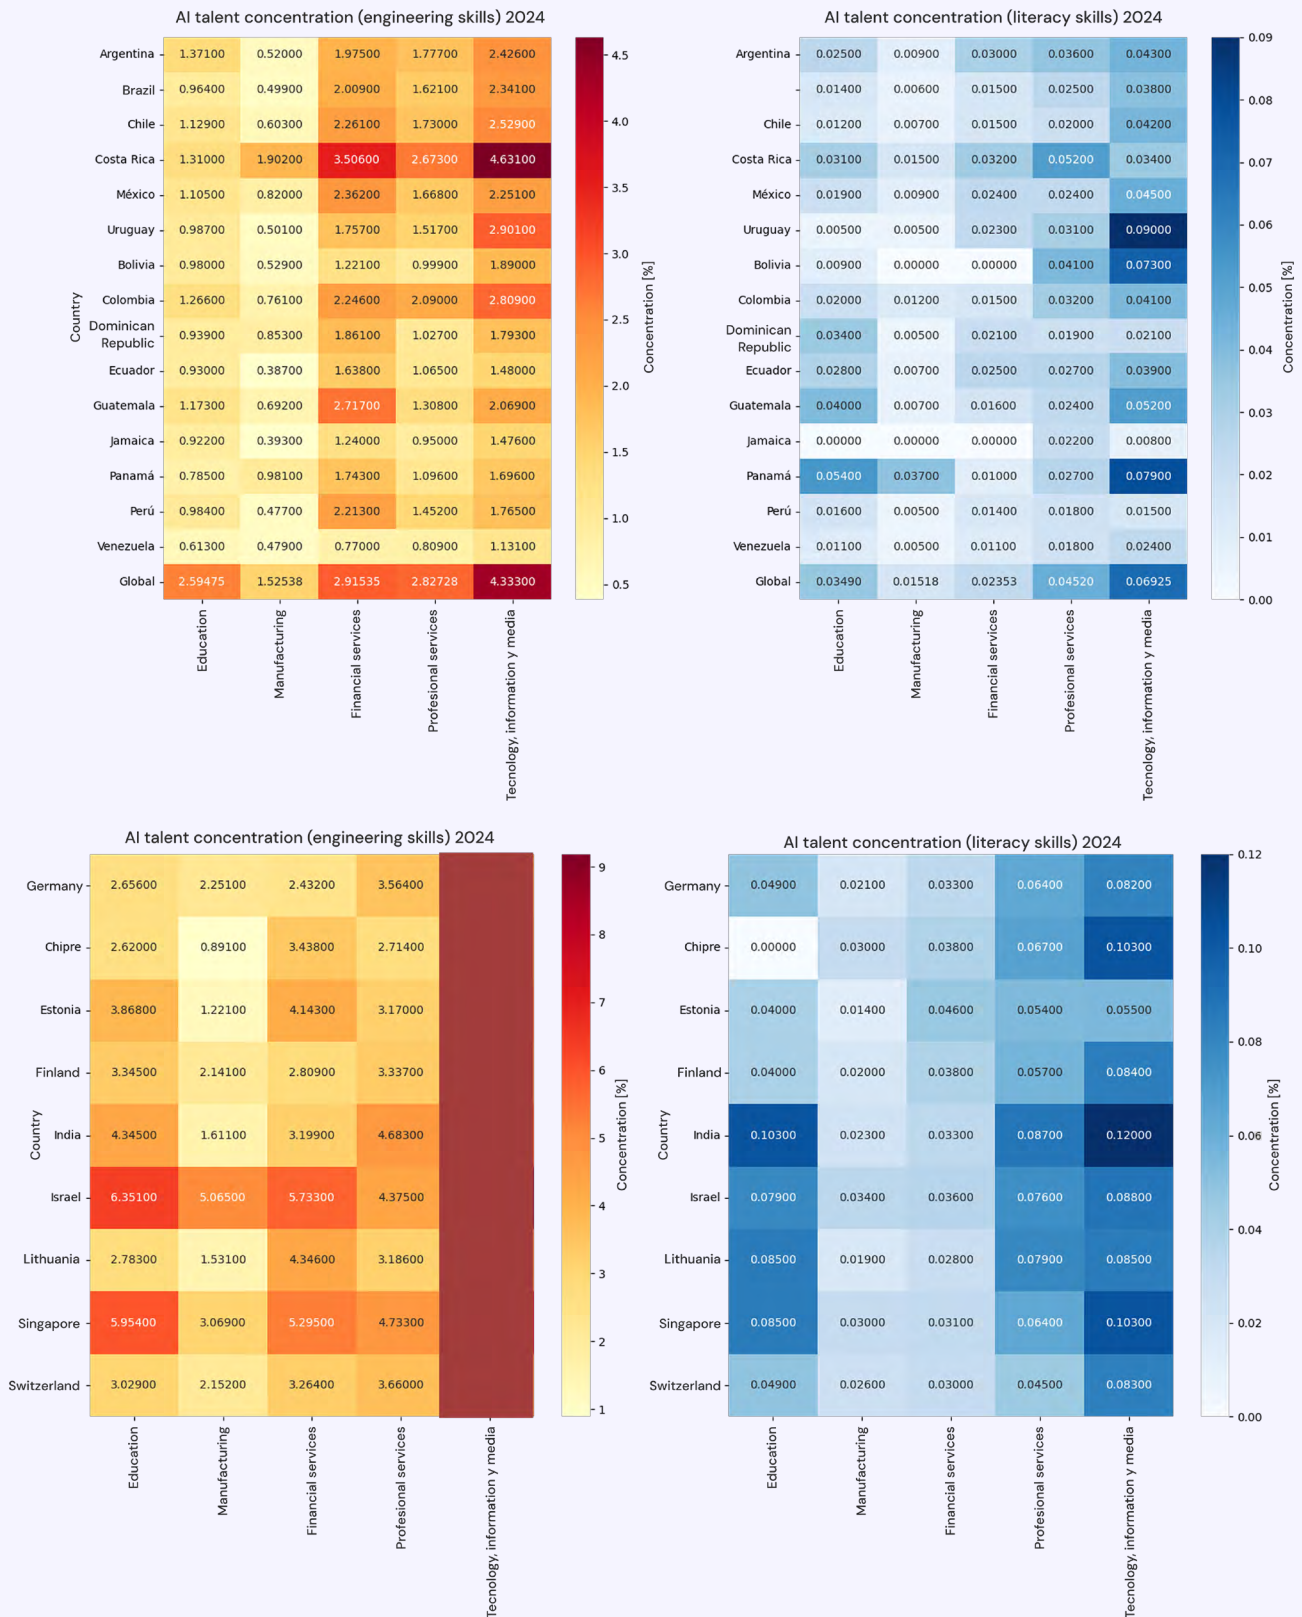 AI talent concentration (engineering skills) 2024
Country
Argentina 1.37100 0.52000 1.97500 1.77700 2.42600
Brazil 0.96400 0.49900 2.00900 1.62100 2.34100
Chile 1.12900 0.60300 2.26100 1.73000 2.52900
Costa Rica 1.31000 1.90200 3.50600 2.67300 4.63100
México 1.10500 0.82000 2.36200 1.66800 2.25100
Uruguay 0.98700 0.50100 1.75700 1.51700 2.90100
Bolivia 0.98000 0.52900 1.22100 0.99900 1.89000
Colombia 1.26600 0.76100 2.24600 2.09000 2.80900
Dominican
Republic 0.93900 0.85300 1.86100 1.02700 1.79300
Ecuador 0.93000 0.38700 1.63800 1.06500 1.48000
Guatemala 1.17300 0.69200 2.71700 1.30800 2.06900
Jamaica 0.92200 0.39300 1.24000 0.95000 1.47600
Panamá 0.78500 0.98100 1.74300 1.09600 1.69600
Perú 0.98400 0.47700 2.21300 1.45200 1.76500
Venezuela 0.61300 0.47900 0.77000 0.80900 1.13100
Global 2.59475 1.52538 2.91535 2.82728 4.33300
Education
Manufacturing
Financial services
Profesional services
Tecnology, information y media
4.5
4.0
3.5
3.0
2.5
2.0
1.5
1.0
0.5
Concentration [%]
AI talent concentration (literacy skills) 2024
Argentina 0.02500 0.00900 0.03000 0.03600 0.04300
0.01400 0.00600 0.01500 0.02500 0.03800
Chile 0.01200 0.00700 0.01500 0.02000 0.04200
Costa Rica 0.03100 0.01500 0.03200 0.05200 0.03400
México 0.01900 0.00900 0.02400 0.02400 0.04500
Uruguay 0.00500 0.00500 0.02300 0.03100 0.09000
Bolivia 0.00900 0.00000 0.00000 0.04100 0.07300
Colombia 0.02000 0.01200 0.01500 0.03200 0.04100
Dominican
Republic 0.03400 0.00500 0.02100 0.01900 0.02100
Ecuador 0.02800 0.00700 0.02500 0.02700 0.03900
Guatemala 0.04000 0.00700 0.01600 0.02400 0.05200
Jamaica 0.00000 0.00000 0.00000 0.02200 0.00800
Panamá 0.05400 0.03700 0.01000 0.02700 0.07900
Perú 0.01600 0.00500 0.01400 0.01800 0.01500
Venezuela 0.01100 0.00500 0.01100 0.01800 0.02400
Global 0.03490 0.01518 0.02353 0.04520 0.06925
Education
Manufacturing
Financial services
Profesional services
Tecnology, information y media
0.09
0.08
0.07
0.06
0.05
0.04
0.03
0.02
0.01
0.00
Concentration [%]
AI talent concentration (engineering skills) 2024
Country
Germany 2.65600 2.25100 2.43200 3.56400
Chipre 2.62000 0.89100 3.43800 2.71400
Estonia 3.86800 1.22100 4.14300 3.17000
Finland 3.34500 2.14100 2.80900 3.33700
India 4.34500 1.61100 3.19900 4.68300
Israel 6.35100 5.06500 5.73300 4.37500
Lithuania 2.78300 1.53100 4.34600 3.18600
Singapore 5.95400 3.06900 5.29500 4.73300
Switzerland 3.02900 2.15200 3.26400 3.66000
Education
Manufacturing
Financial services
Profesional services
Tecnology, information y media
9
8
7
6
5
4
3
2
1
Concentration [%]
AI talent concentration (literacy skills) 2024
Country
Germany 0.04900 0.02100 0.03300 0.06400 0.08200
Chipre 0.00000 0.03000 0.03800 0.06700 0.10300
Estonia 0.04000 0.01400 0.04600 0.05400 0.05500
Finland 0.04000 0.02000 0.03800 0.05700 0.08400
India 0.10300 0.02300 0.03300 0.08700 0.12000
Israel 0.07900 0.03400 0.03600 0.07600 0.08800
Lithuania 0.08500 0.01900 0.02800 0.07900 0.08500
Singapore 0.08500 0.03000 0.03100 0.06400 0.10300
Switzerland 0.04900 0.02600 0.03000 0.04500 0.08300
Education
Manufacturing
Financial services
Profesional services
Tecnology, information y media
0.12
0.10
0.08
0.06
0.04
0.02
0.00
Concentration [%]